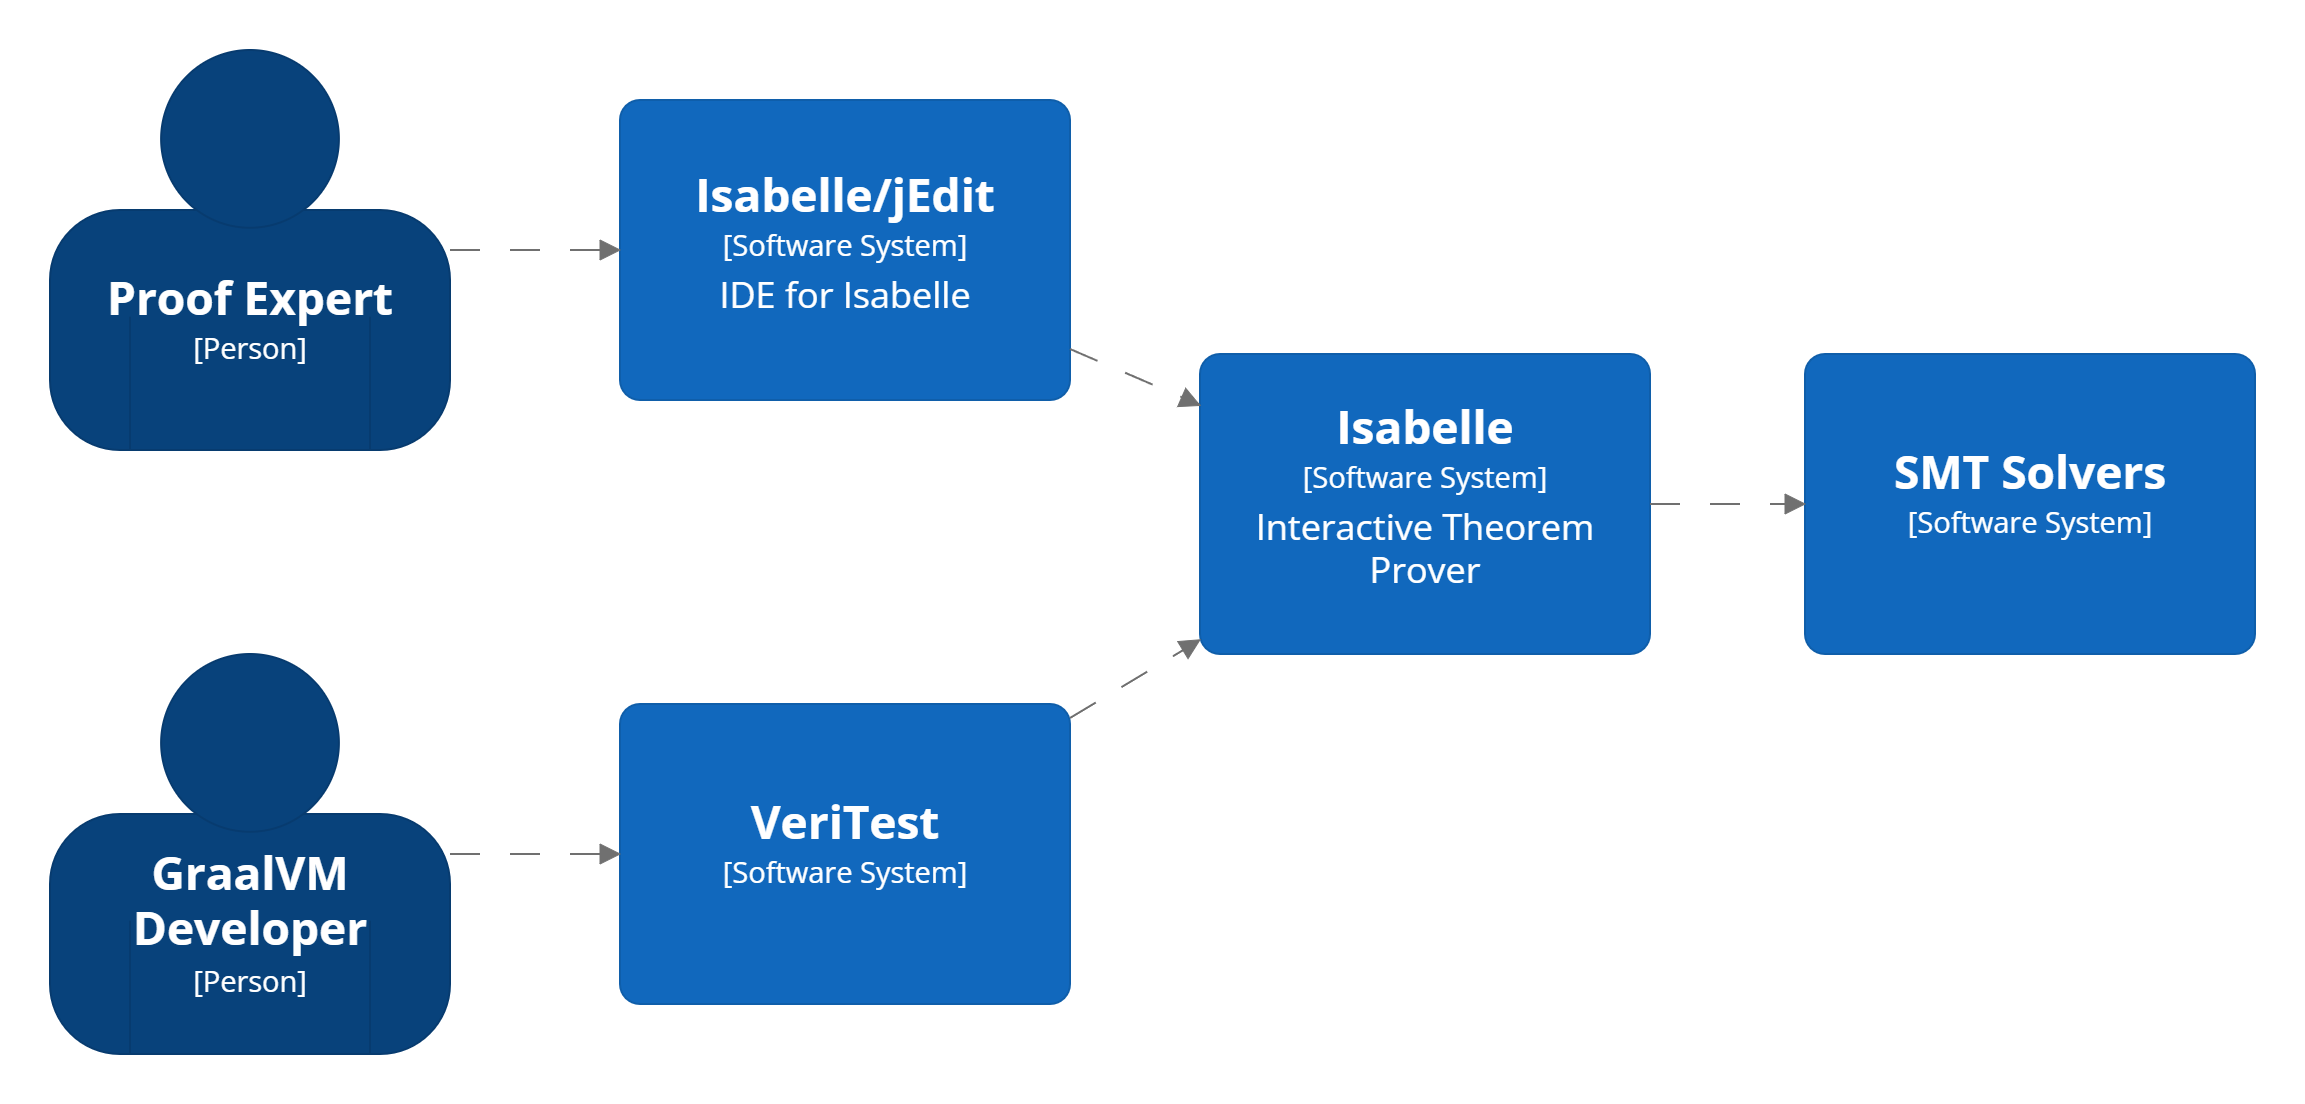 Proof Expert
[Person]
Isabelle/jEdit
[Software System]
IDE for Isabelle
Isabelle
[Software System]
Interactive Theorem
Prover
SMT Solvers
[Software System]
GraalVM
Developer
[Person]
VeriTest
[Software System]